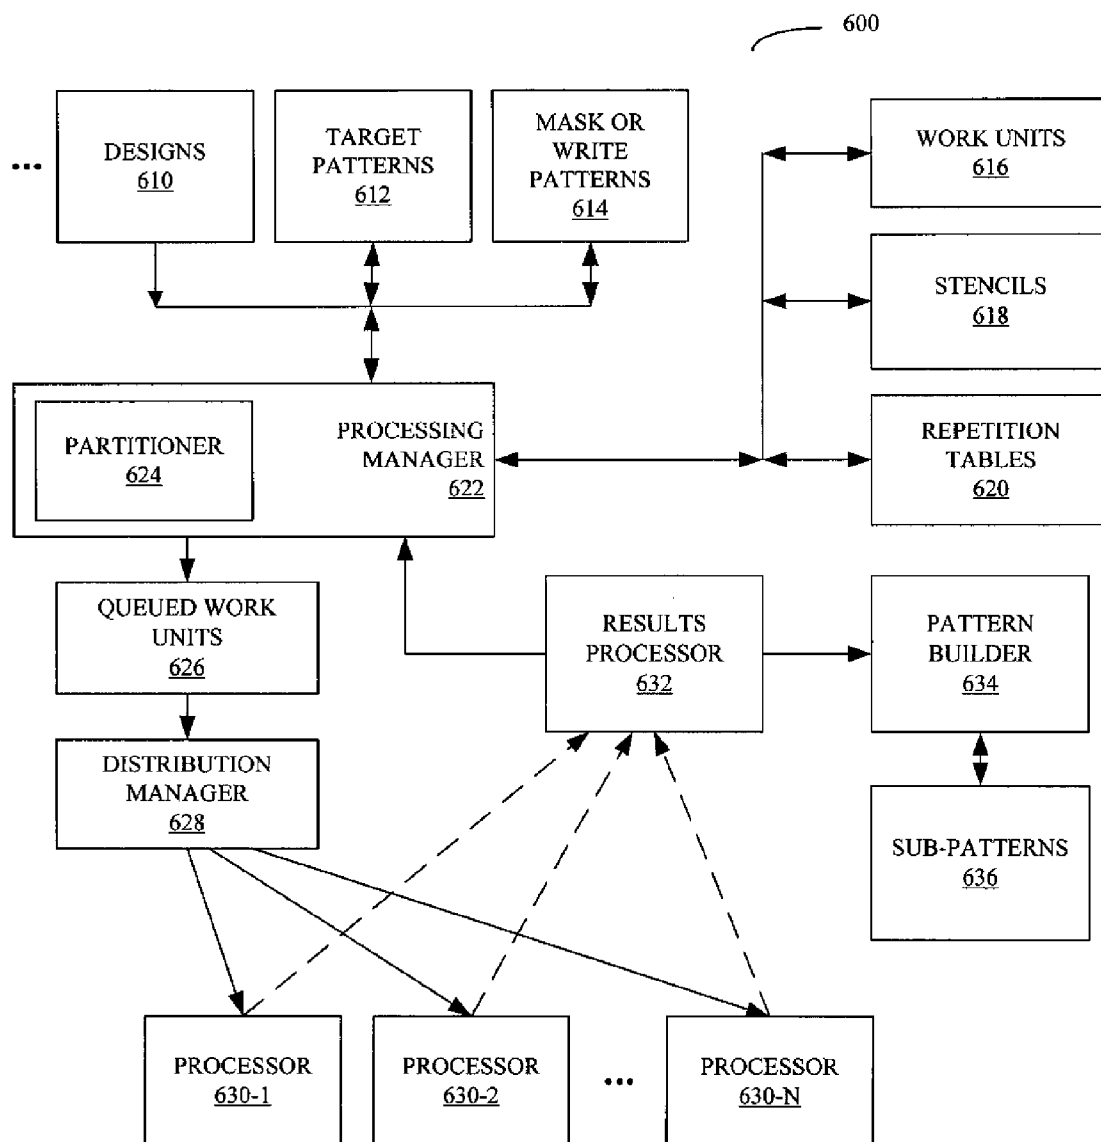 600
DESIGNS
610
TARGET
PATTERNS
612
MASK OR
WRITE
PATTERNS
614
WORK UNITS
616
STENCILS
618
REPETITION
TABLES
620
PARTITIONER
624
PROCESSING
MANAGER
622
QUEUED WORK
UNITS
626
RESULTS
PROCESSOR
632
PATTERN
BUILDER
634
DISTRIBUTION
MANAGER
628
SUB-PATTERNS
636
PROCESSOR
630-1
PROCESSOR
630-2
PROCESSOR
630-N